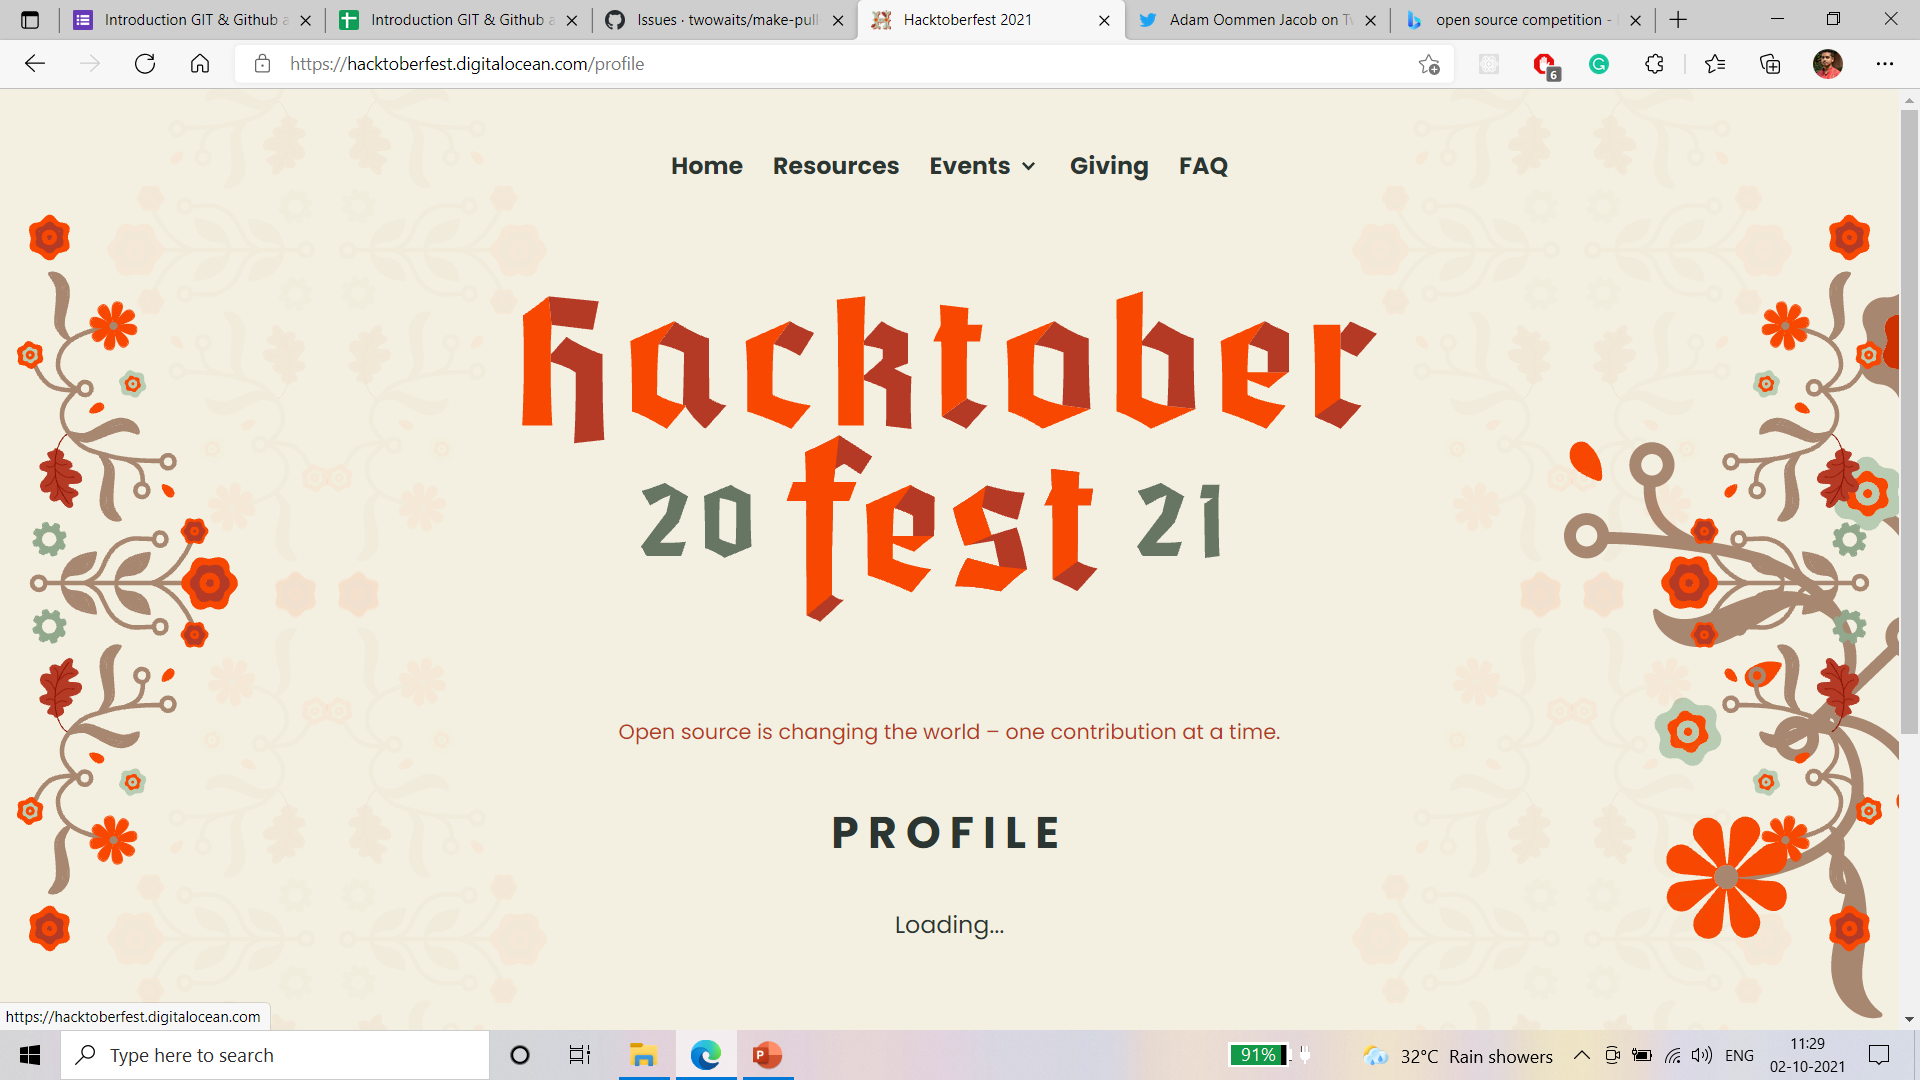 Introduction GIT & Github a
Introduction GIT & Github a
Issues · twowaits/make-pull
Hacktoberfest 2021
Adam Oommen Jacob on Tw
open source competition -
https://hacktoberfest.digitalocean.com/profile
6
Home Resources Events Giving FAQ
hacktober
20 fest 21
Open source is changing the world – one contribution at a time.
PROFILE
Loading...
https://hacktoberfest.digitalocean.com
Type here to search
P
91%
32°C Rain showers
ENG
11:29
02-10-2021